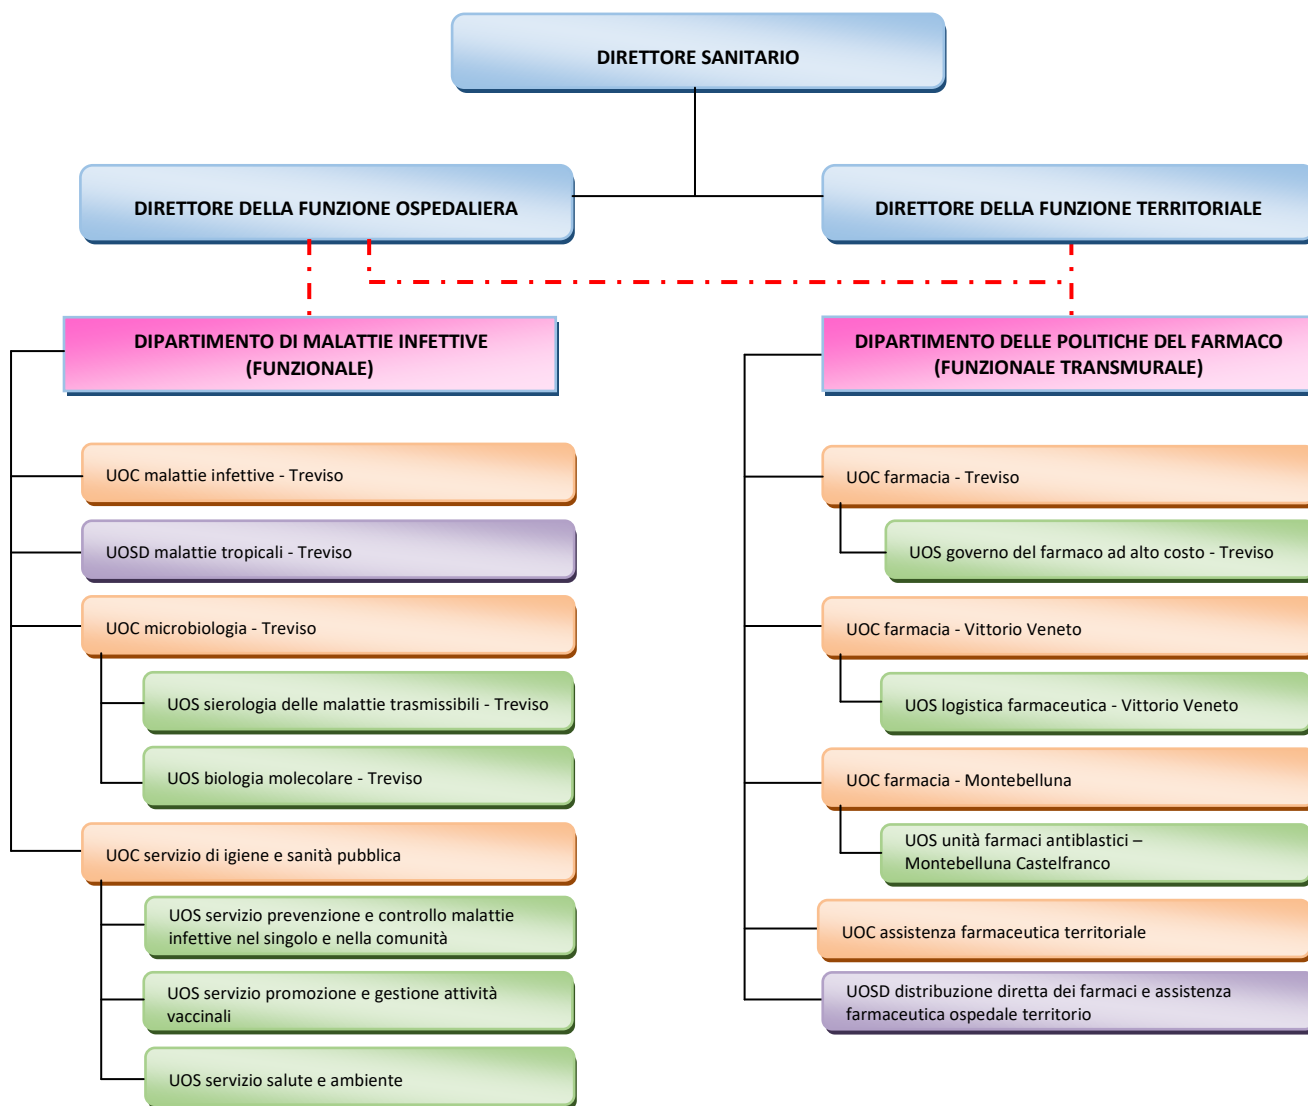 DIRETTORE SANITARIO
DIRETTORE DELLA FUNZIONE OSPEDALIERA
DIRETTORE DELLA FUNZIONE TERRITORIALE
DIPARTIMENTO DI MALATTIE INFETTIVE
(FUNZIONALE)
UOC malattie infettive - Treviso
UOSD malattie tropicali - Treviso
UOC microbiologia - Treviso
UOS sierologia delle malattie trasmissibili - Treviso
UOS biologia molecolare - Treviso
UOC servizio di igiene e sanità pubblica
UOS servizio prevenzione e controllo malattie
infettive nel singolo e nella comunità
UOS servizio promozione e gestione attività
vaccinali
UOS servizio salute e ambiente
DIPARTIMENTO DELLE POLITICHE DEL FARMACO
(FUNZIONALE TRANSMURALE)
UOC farmacia - Treviso
UOS governo del farmaco ad alto costo - Treviso
UOC farmacia - Vittorio Veneto
UOS logistica farmaceutica - Vittorio Veneto
UOC farmacia - Montebelluna
UOS unità farmaci antiblastici –
Montebelluna Castelfranco
UOC assistenza farmaceutica territoriale
UOSD distribuzione diretta dei farmaci e assistenza
farmaceutica ospedale territorio